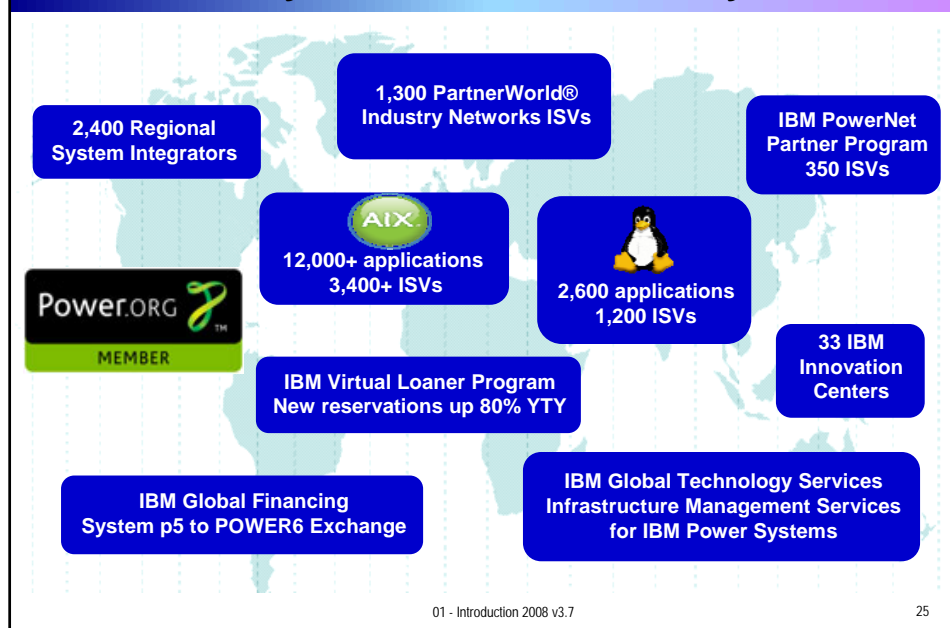 1,300 PartnerWorld®
Industry Networks ISVs
2,400 Regional
System Integrators
IBM PowerNet
Partner Program
350 ISVs
AIX
12,000+ applications
3,400+ ISVs
2,600 applications
1,200 ISVs
Power.ORG
TM
MEMBER
33 IBM
Innovation
Centers
IBM Virtual Loaner Program
New reservations up 80% YTY
IBM Global Financing
System p5 to POWER6 Exchange
IBM Global Technology Services
Infrastructure Management Services
for IBM Power Systems
01 - Introduction 2008 v3.7
25